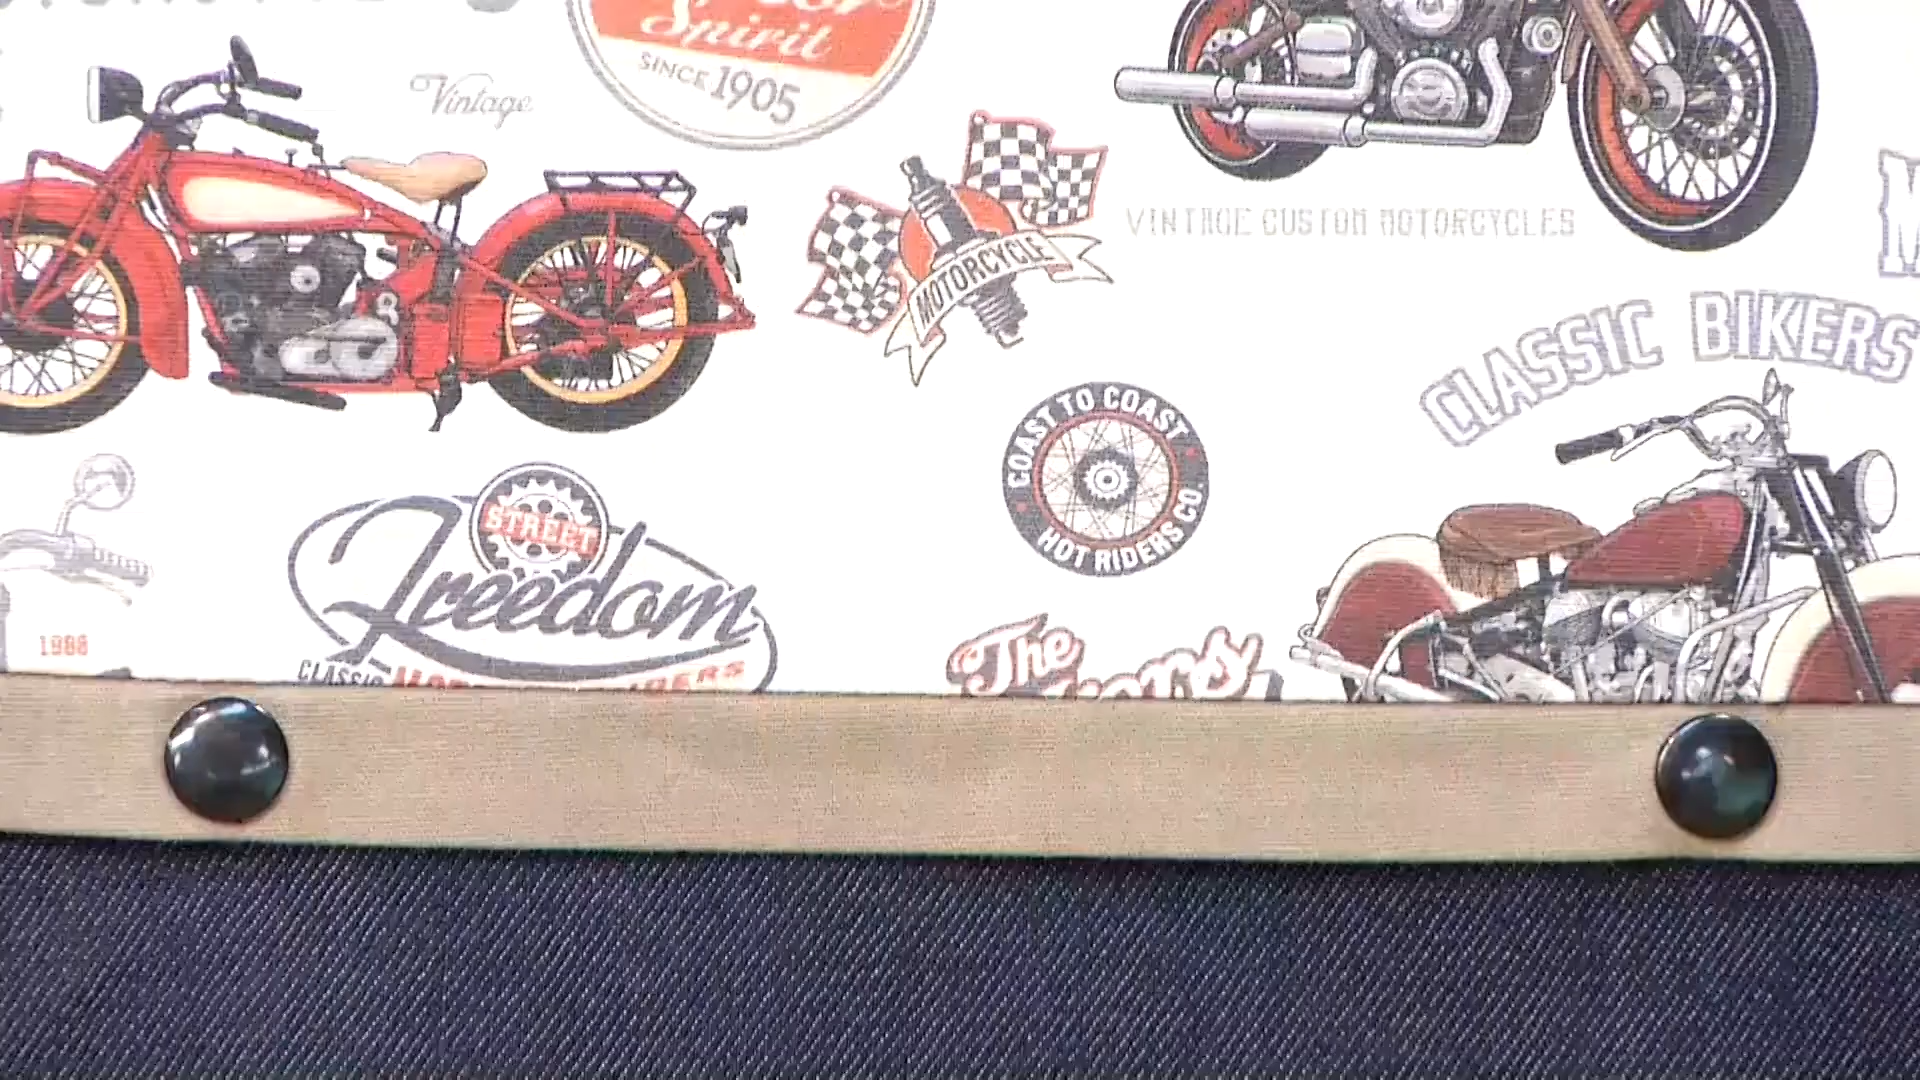 Spirit
SINCE 1905
Vintage
MOTORCYCLE
VINTAGE CUSTOM MOTORCYCLES
CLASSIC BIKERS
COAST TO COAST
HOT RIDERS CO.
STREET
Freedom
CLASSIC
1988
The